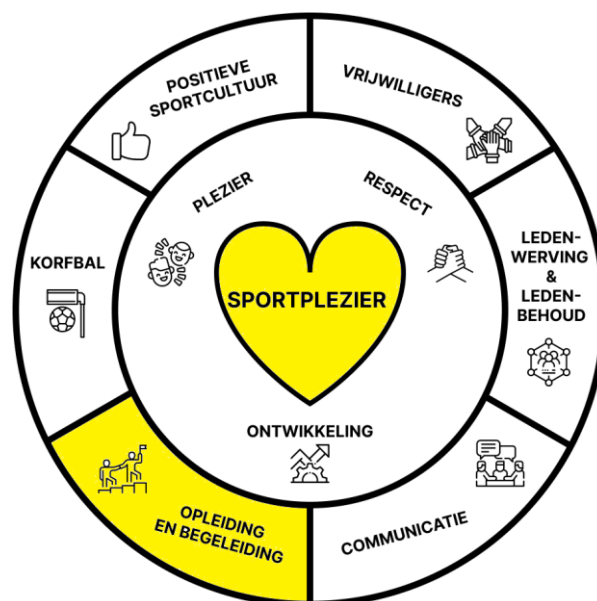 POSITIEVE
SPORTCULTUUR
VRIJWILLIGERS
LEDEN-
WERVING
&
LEDEN-
BEHOUD
COMMUNICATIE
OPLEIDING
EN BEGELEIDING
KORFBAL
PLEZIER
RESPECT
SPORTPLEZIER
ONTWIKKELING